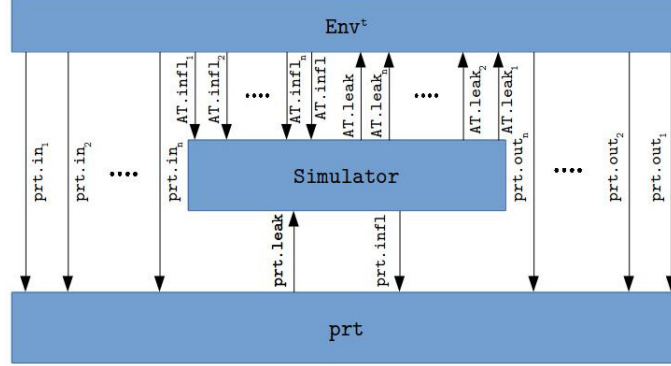 Env^t
prt.in_1
prt.in_2
....
prt.in_n
AT.infl_1
AT.infl_2
....
AT.infl_n
AT.infl
AT.leak
AT.leak_n
....
AT.leak_2
AT.leak_1
prt.out_n
....
prt.out_2
prt.out_1
Simulator
prt.leak
prt.infl
prt